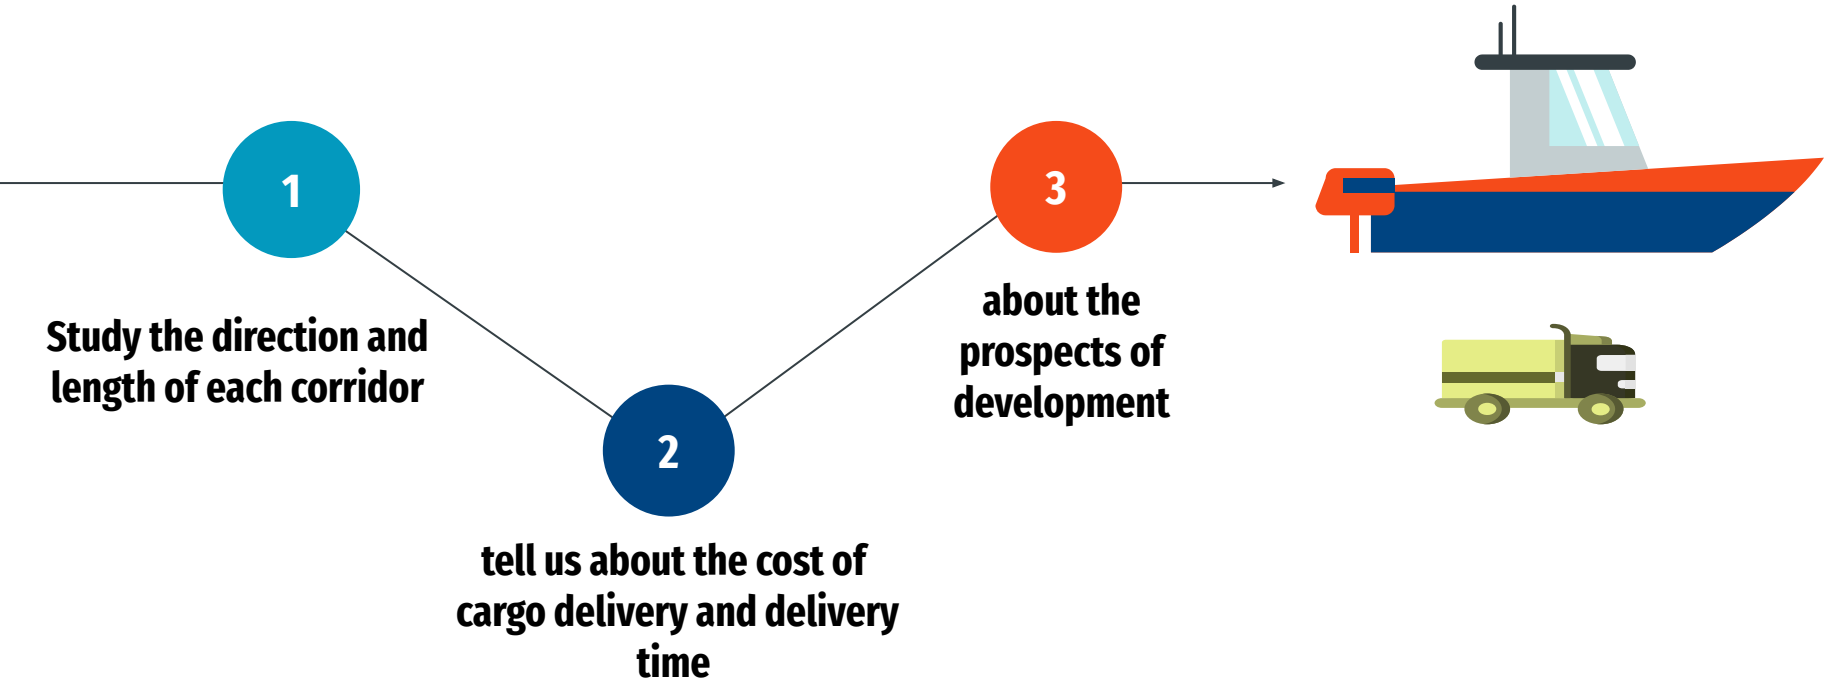 1
Study the direction and
length of each corridor
2
tell us about the cost of
cargo delivery and delivery
time
3
about the
prospects of
development